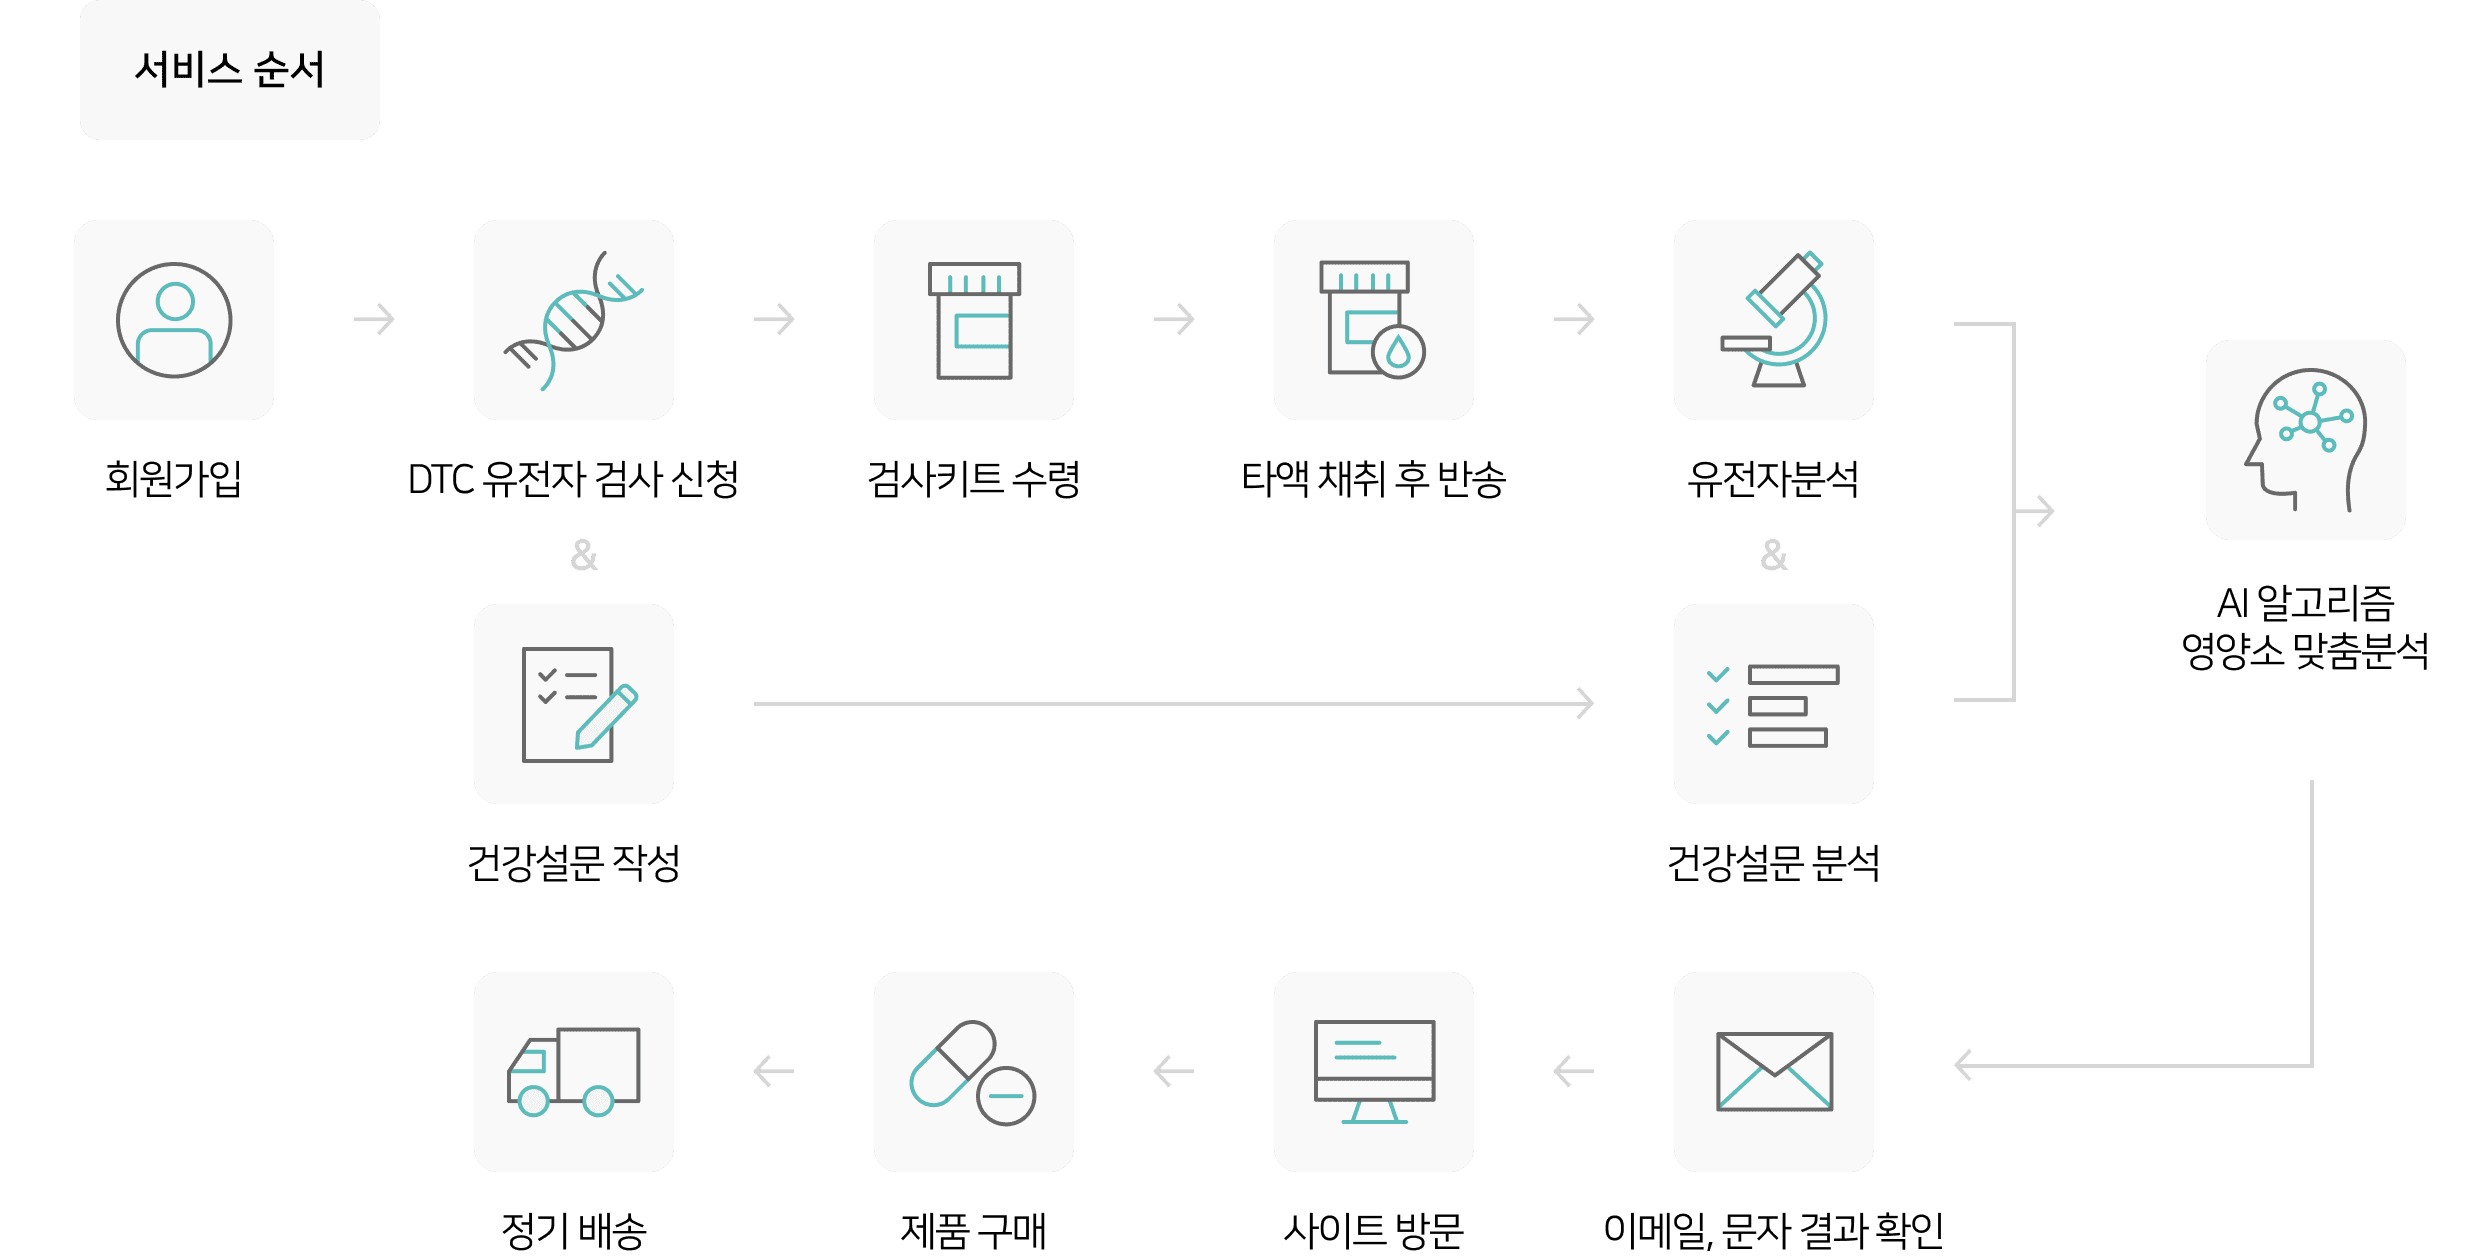 서비스 순서
회원가입
DTC 유전자 검사 신청
검사키트 수령
타액 채취 후 반송
유전자분석
&
&
AI 알고리즘
영양소 맞춤분석
건강설문 작성
건강설문 분석
정기 배송
제품 구매
사이트 방문
이메일, 문자 결과 확인